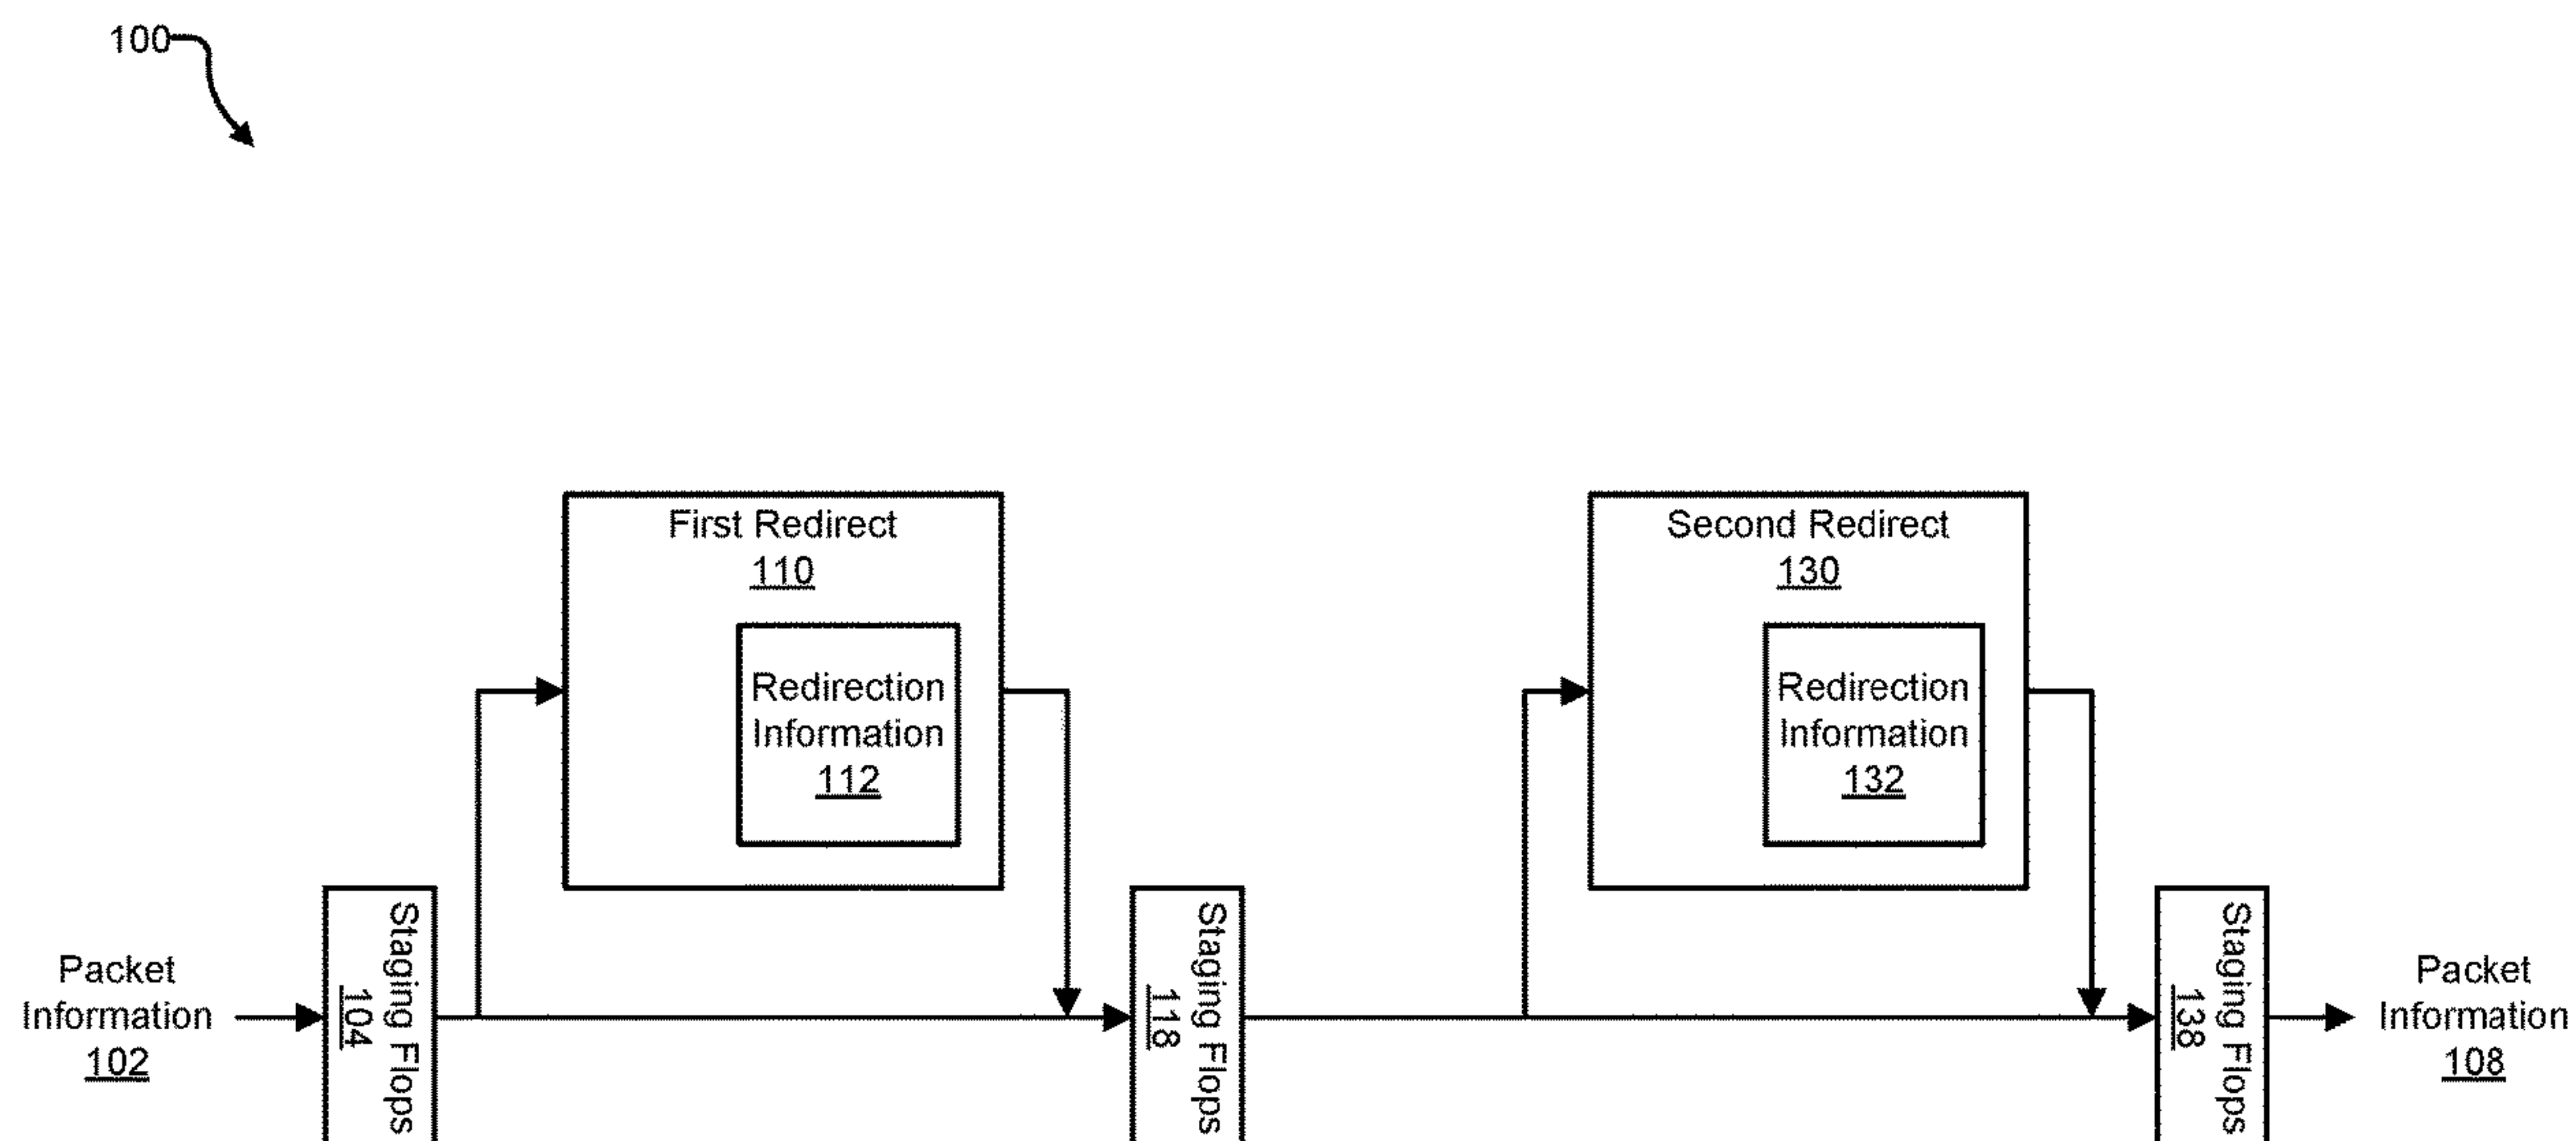 100
First Redirect
110
Redirection
Information
112
Second Redirect
130
Redirection
Information
132
Packet
Information
102
Staging Flops
104
Staging Flops
118
Staging Flops
138
Packet
Information
108